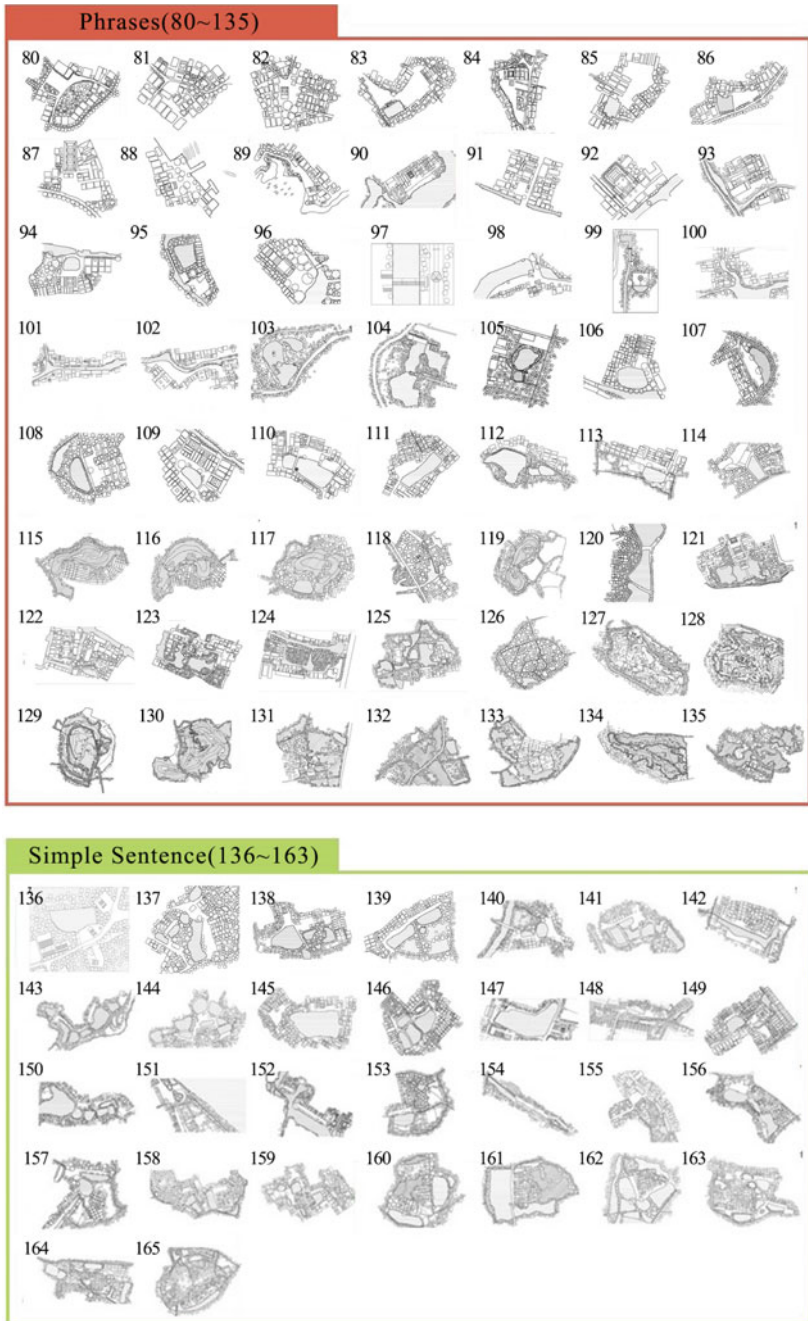 Phrases(80~135)
80 81 82 83 84 85 86
87 88 89 90 91 92 93
94 95 96 97 98 99 100
101 102 103 104 105 106 107
108 109 110 111 112 113 114
115 116 117 118 119 120 121
122 123 124 125 126 127 128
129 130 131 132 133 134 135
Simple Sentence(136~163)
136 137 138 139 140 141 142
143 144 145 146 147 148 149
150 151 152 153 154 155 156
157 158 159 160 161 162 163
164 165